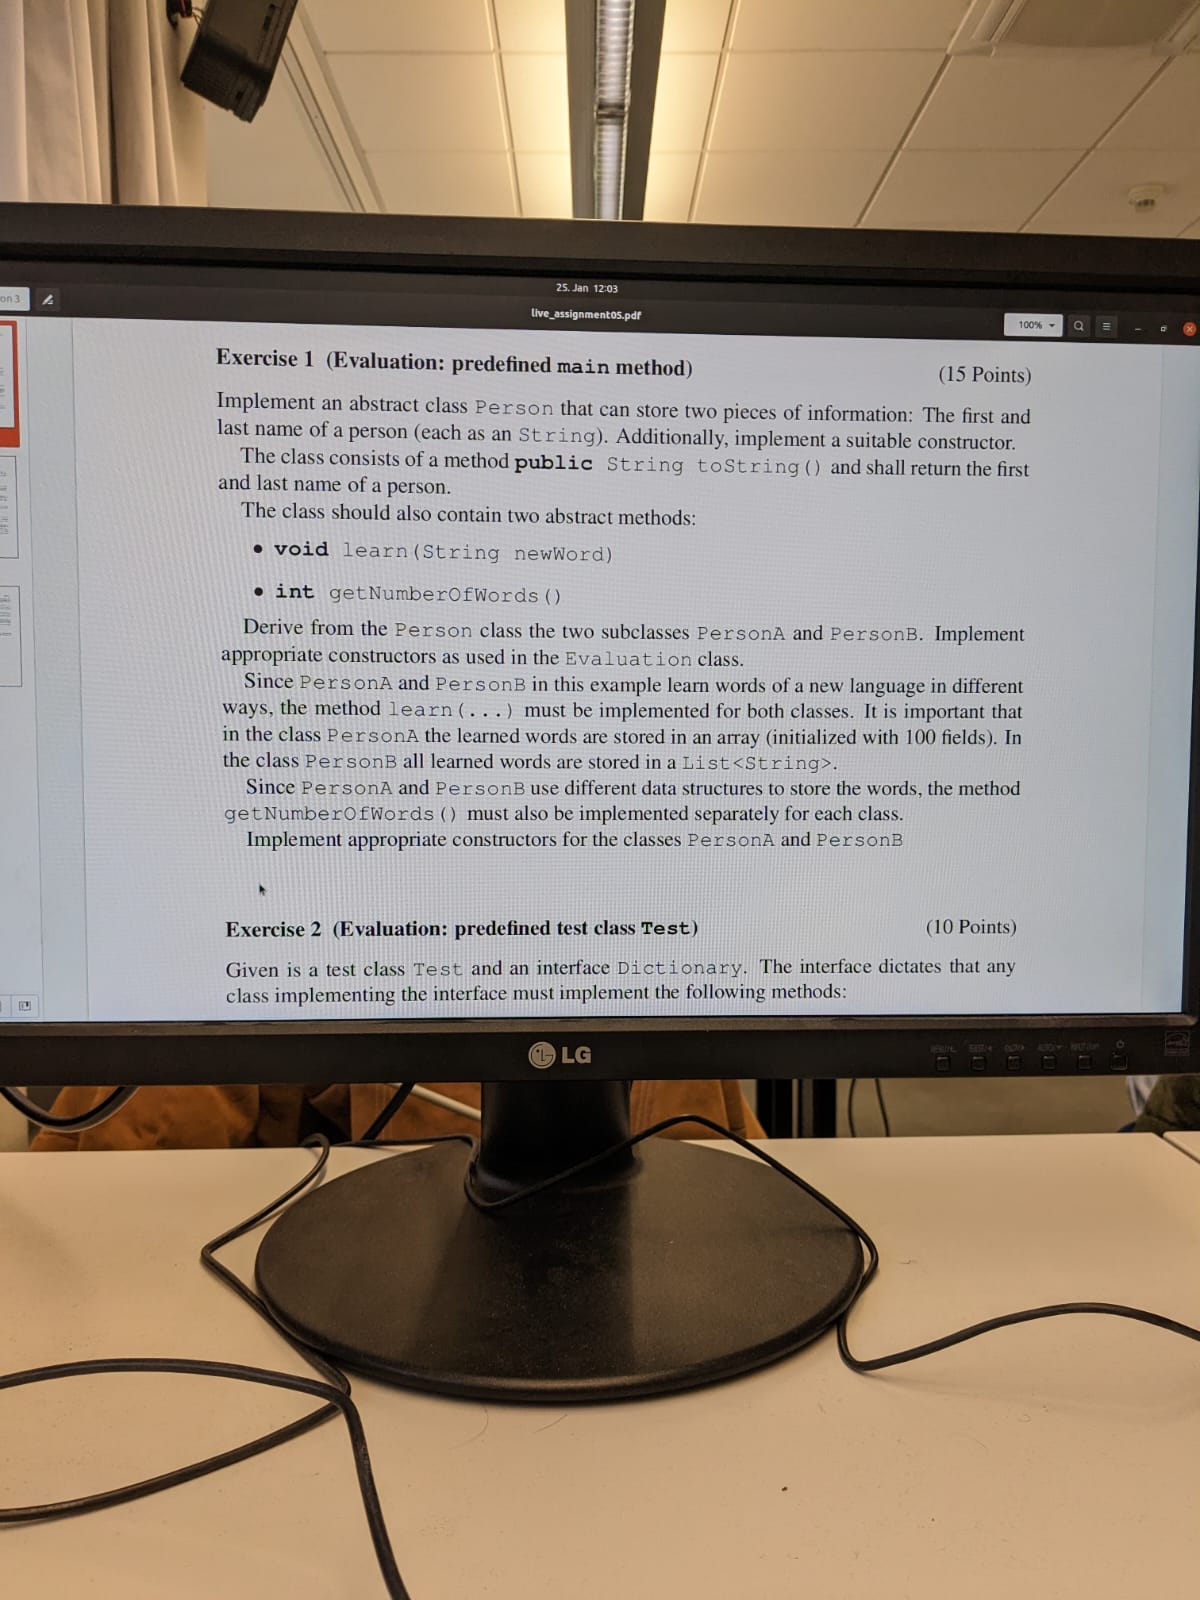 on 3
25. Jan 12:03
live_assignment05.pdf
100%
Exercise 1 (Evaluation: predefined main method)
(15 Points)
Implement an abstract class Person that can store two pieces of information: The first and
last name of a person (each as an String). Additionally, implement a suitable constructor.
The class consists of a method public String toString() and shall return the first
and last name of a person.
The class should also contain two abstract methods:
• void learn(String newWord)
• int getNumberOfWords()
Derive from the Person class the two subclasses PersonA and PersonB. Implement
appropriate constructors as used in the Evaluation class.
Since PersonA and PersonB in this example learn words of a new language in different
ways, the method learn(...) must be implemented for both classes. It is important that
in the class PersonA the learned words are stored in an array (initialized with 100 fields). In
the class PersonB all learned words are stored in a List<String>.
Since PersonA and PersonB use different data structures to store the words, the method
getNumberOfWords() must also be implemented separately for each class.
Implement appropriate constructors for the classes PersonA and PersonB
Exercise 2 (Evaluation: predefined test class Test)
(10 Points)
Given is a test class Test and an interface Dictionary. The interface dictates that any
class implementing the interface must implement the following methods:
LG